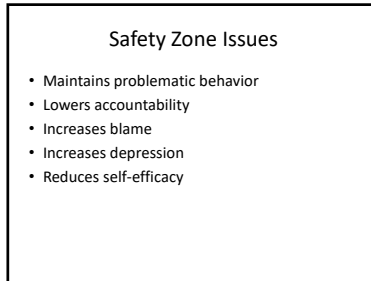 Safety Zone Issues
• Maintains problematic behavior
• Lowers accountability
• Increases blame
• Increases depression
• Reduces self-efficacy